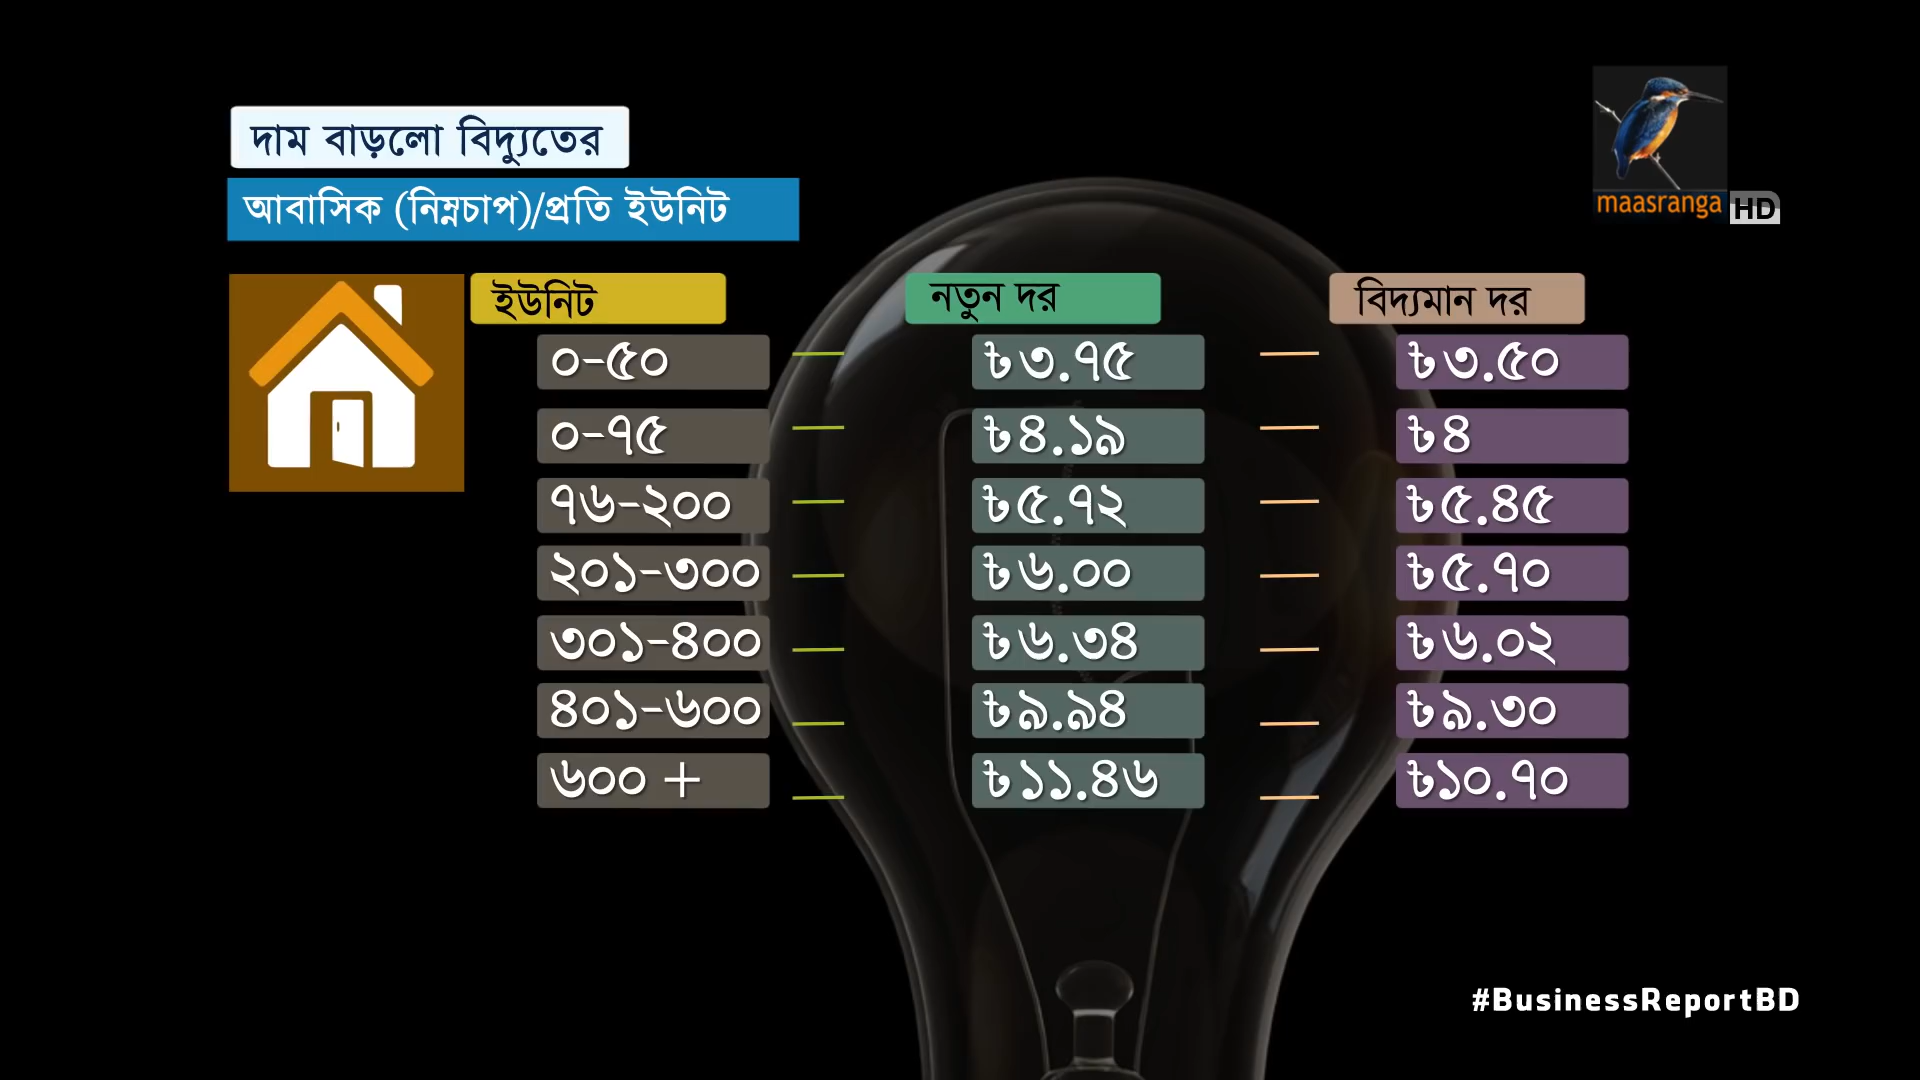 দাম বাড়লো বিদ্যুতের
আবাসিক (নিম্নচাপ)/প্রতি ইউনিট
maasranga HD
ইউনিট নতুন দর বিদ্যমান দর
০-৫০ ৳৩.৭৫ ৳৩.৫০
০-৭৫ ৳৪.১৯ ৳৪
৭৬-২০০ ৳৫.৭২ ৳৫.৪৫
২০১-৩০০ ৳৬.০০ ৳৫.৭০
৩০১-৪০০ ৳৬.৩৪ ৳৬.০২
৪০১-৬০০ ৳৯.৯৪ ৳৯.৩০
৬০০ + ৳১১.৪৬ ৳১০.৭০
#BusinessReportBD